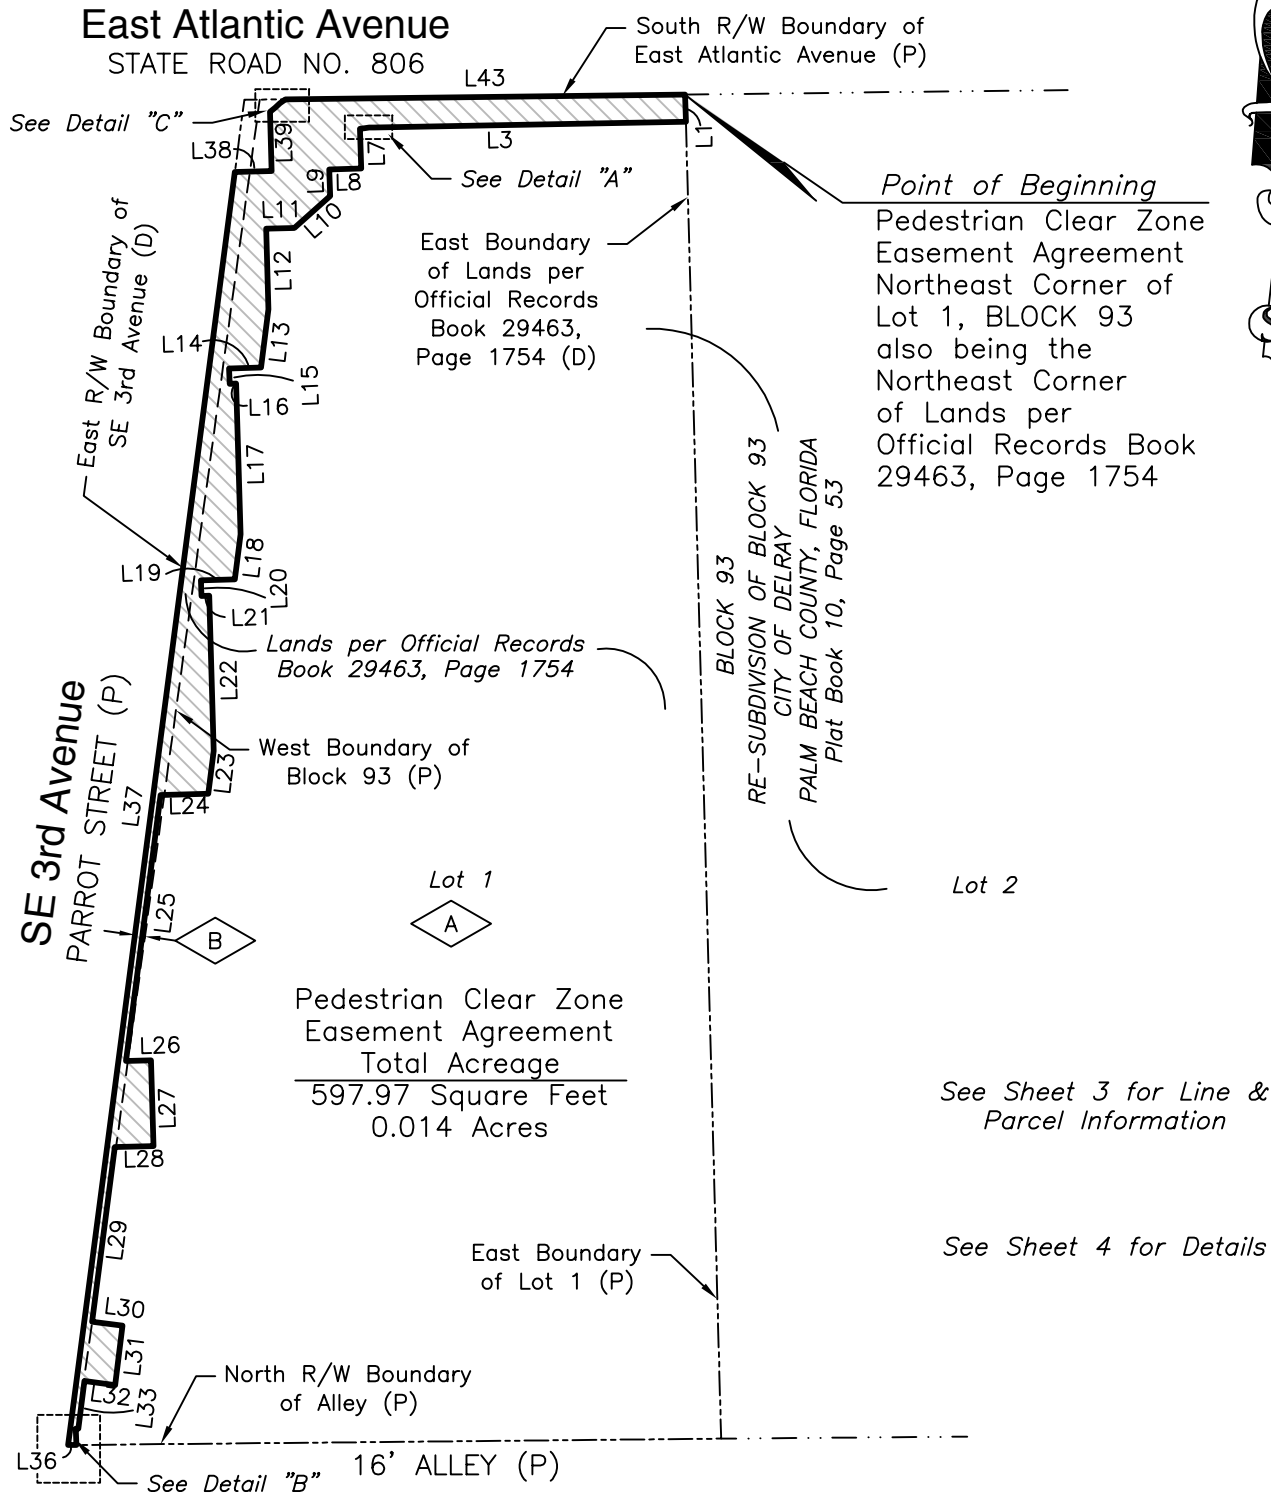 East Atlantic Avenue
STATE ROAD NO. 806
South R/W Boundary of
East Atlantic Avenue (P)
L43
See Detail "C"
L38
L39
L7
L3
L1
L9
L8
See Detail "A"
L11
L10
Point of Beginning
Pedestrian Clear Zone
Easement Agreement
Northeast Corner of
Lot 1, BLOCK 93
also being the
Northeast Corner
of Lands per
Official Records Book
29463, Page 1754
East Boundary
of Lands per
Official Records
Book 29463,
Page 1754 (D)
East R/W Boundary of
SE 3rd Avenue (D)
L12
L13
L14
L15
L16
L17
L18
L19
L20
L21
Lands per Official Records
Book 29463, Page 1754
L22
BLOCK 93
RE-SUBDIVISION OF BLOCK 93
CITY OF DELRAY
PALM BEACH COUNTY, FLORIDA
Plat Book 10, Page 53
West Boundary of
Block 93 (P)
L23
L24
SE 3rd Avenue
PARROT STREET (P)
L37
L25
B
Lot 1
A
Lot 2
Pedestrian Clear Zone
Easement Agreement
Total Acreage
597.97 Square Feet
0.014 Acres
L26
L27
L28
See Sheet 3 for Line &
Parcel Information
L29
East Boundary
of Lot 1 (P)
See Sheet 4 for Details
L30
L31
L32
L33
North R/W Boundary
of Alley (P)
L36
See Detail "B"
16' ALLEY (P)